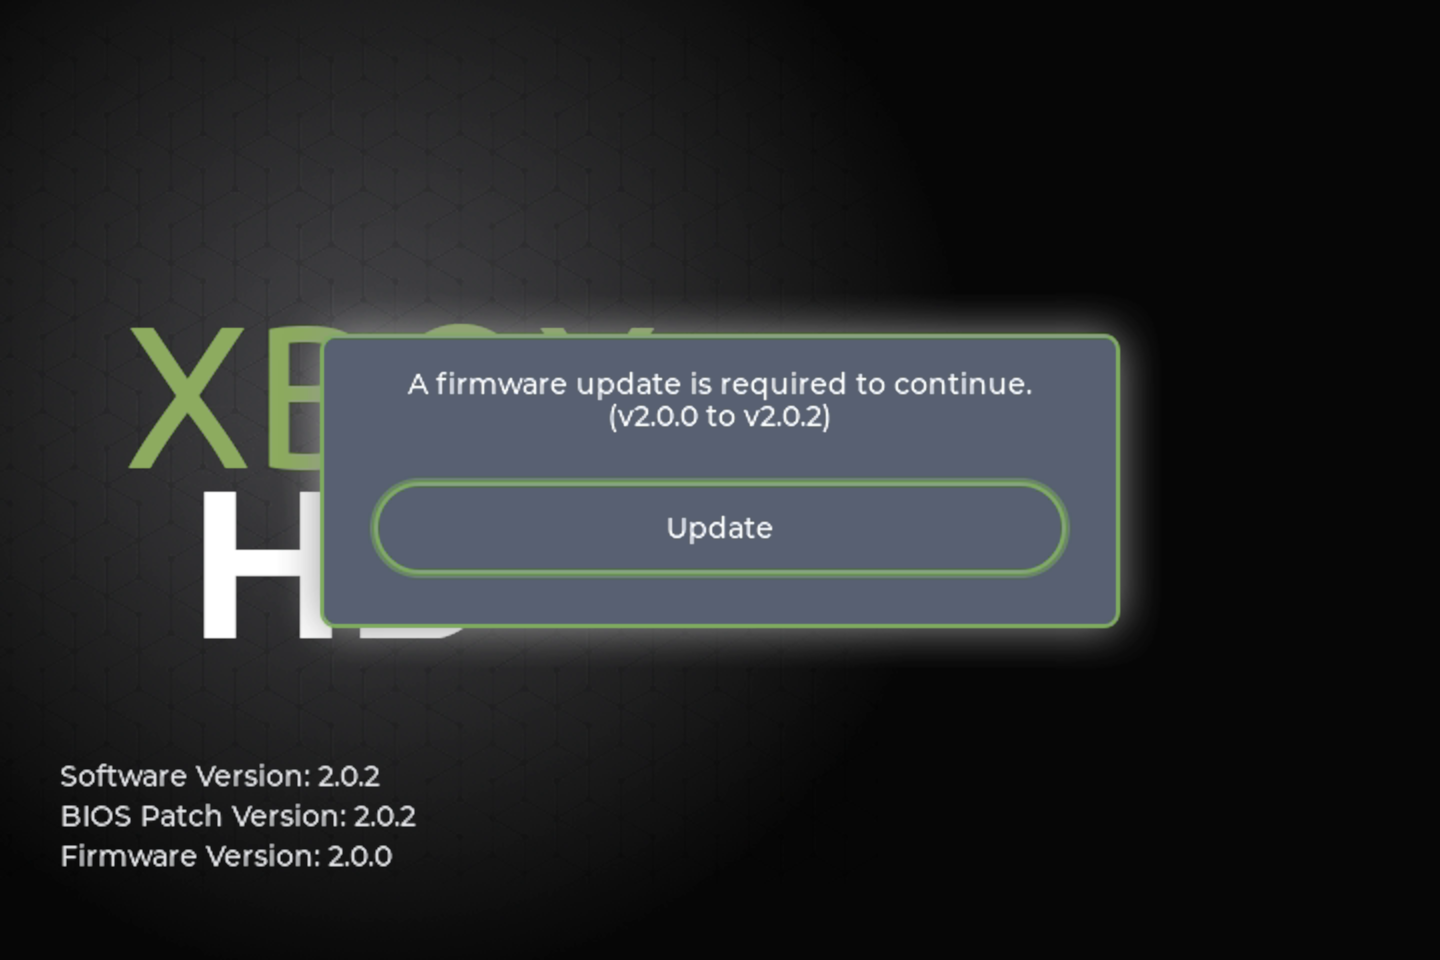 A firmware update is required to continue.
(v2.0.0 to v2.0.2)
Update
Software Version: 2.0.2
BIOS Patch Version: 2.0.2
Firmware Version: 2.0.0